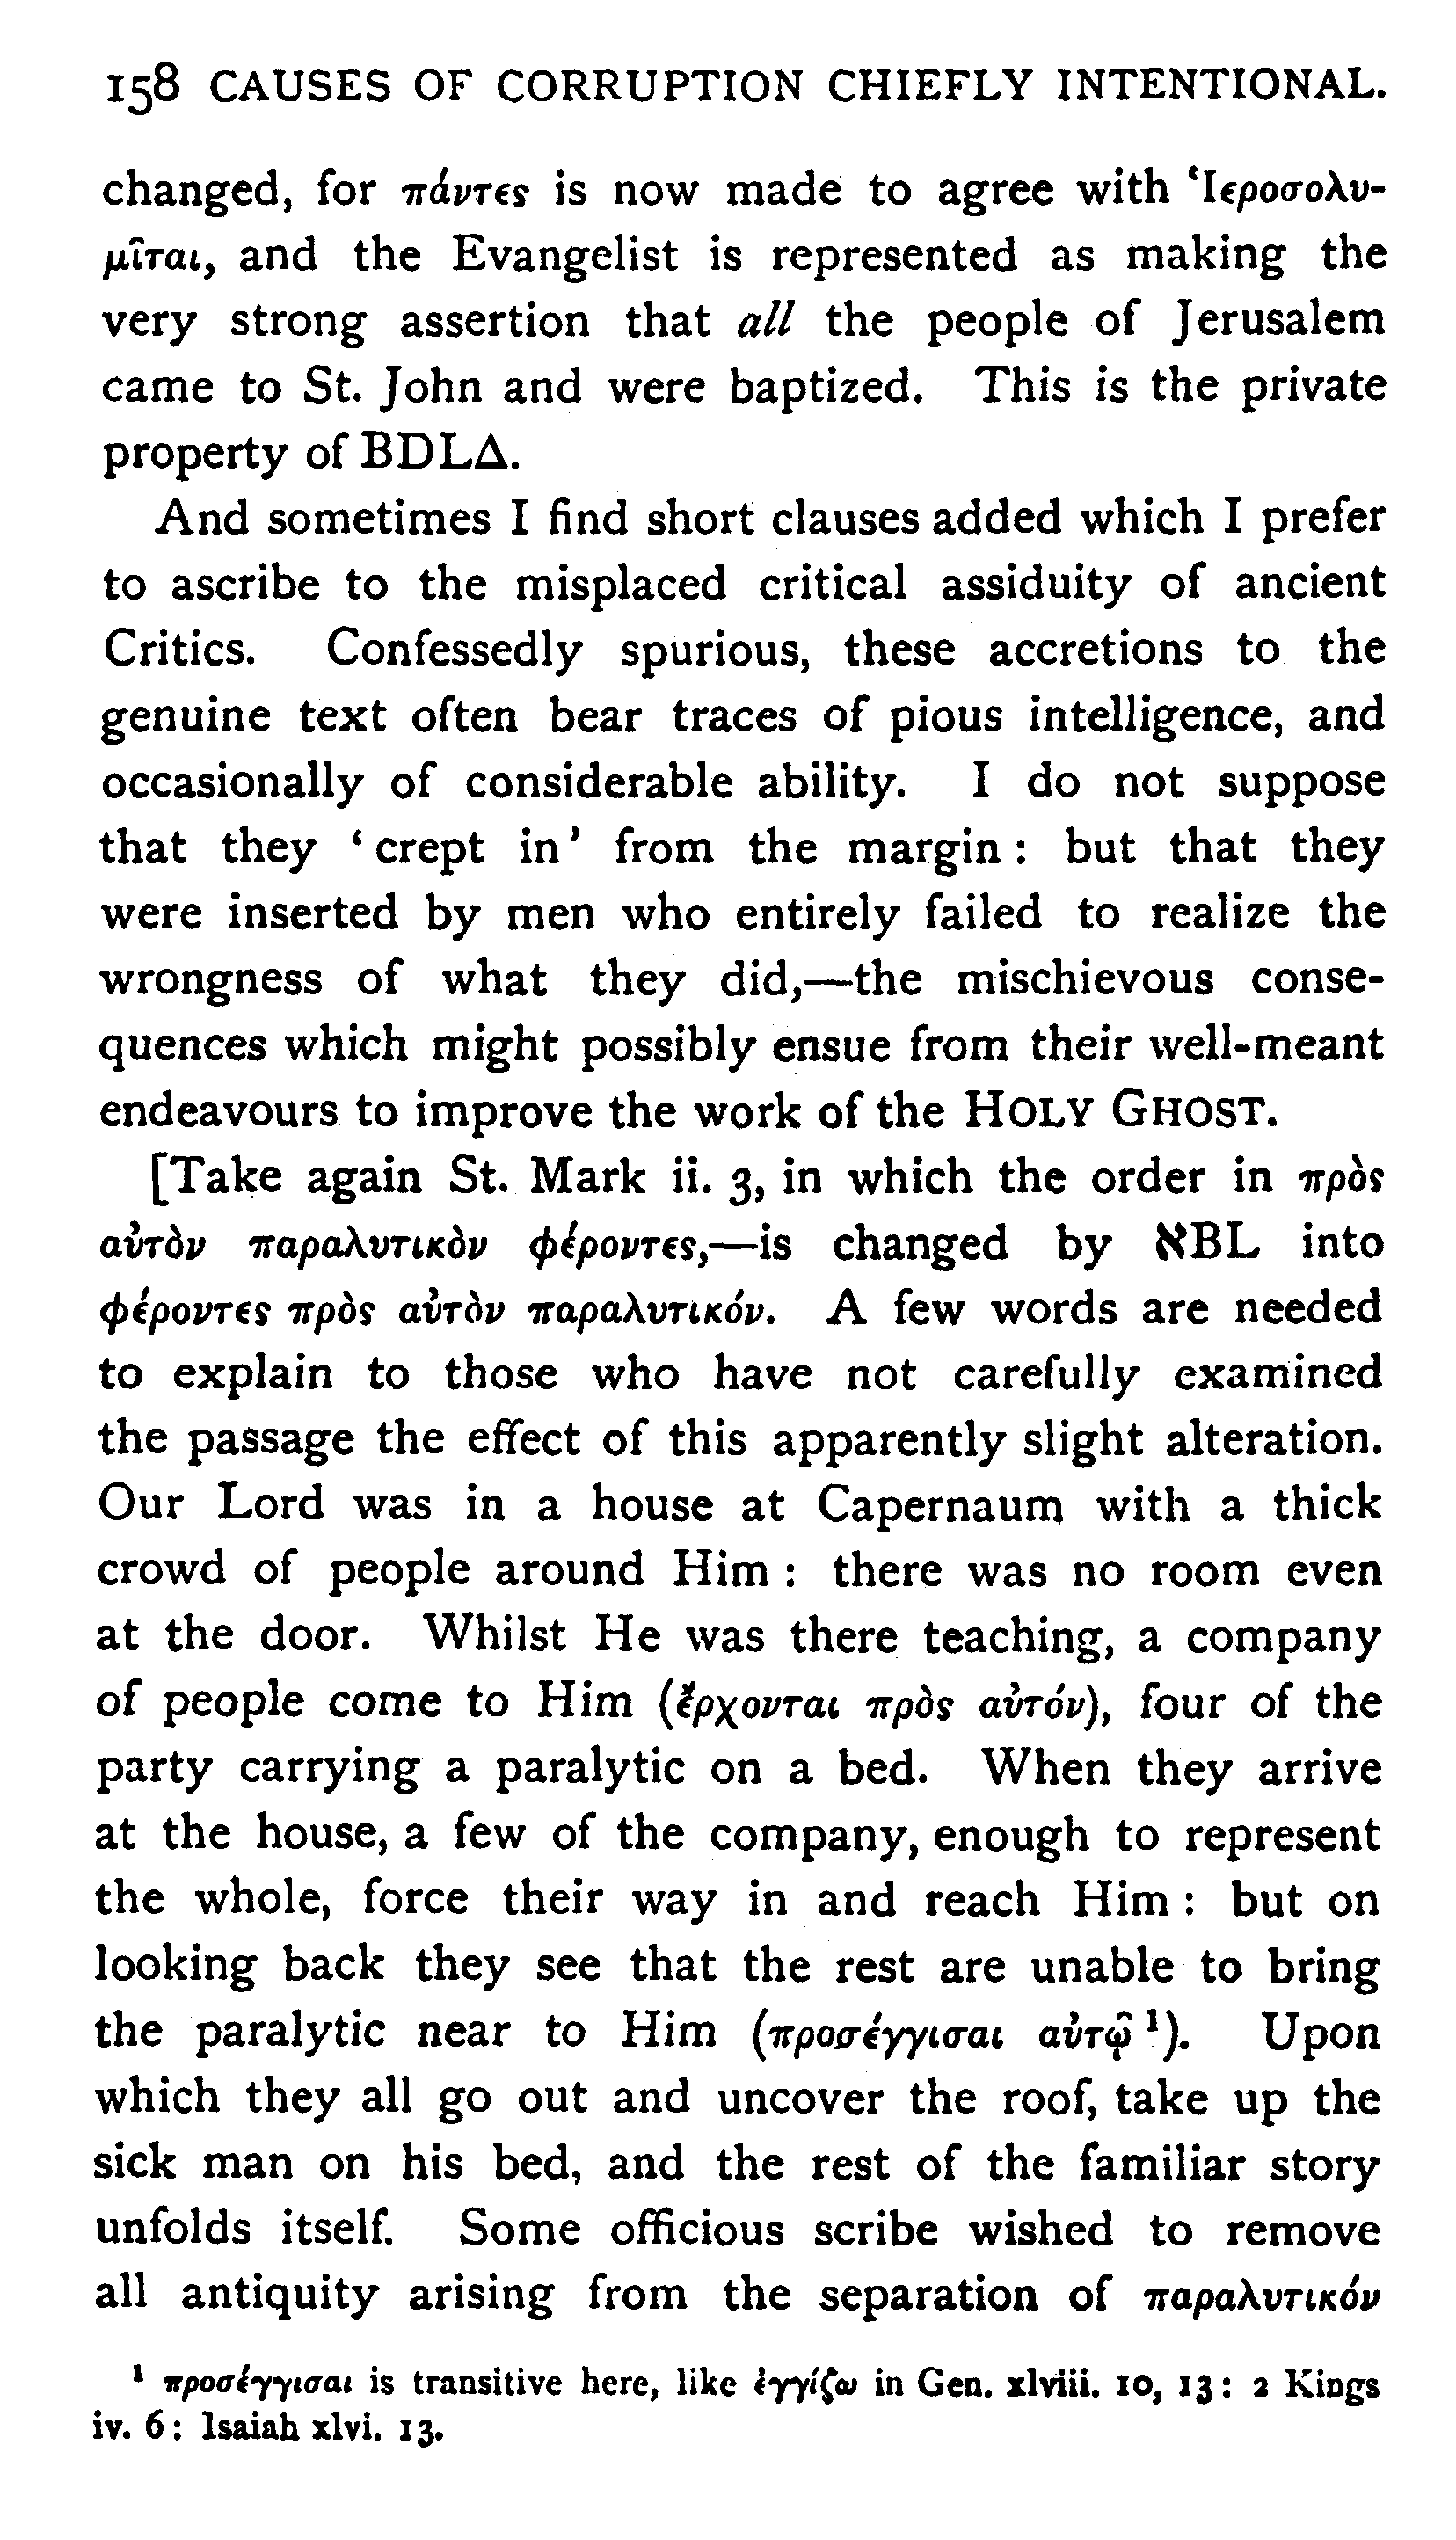 158 CAUSES OF CORRUPTION CHIEFLY INTENTIONAL.
changed, for πάντες is now made to agree with Ἱεροσολυ-
μῖται, and the Evangelist is represented as making the
very strong assertion that all the people of Jerusalem
came to St. John and were baptized. This is the private
property of BDLΔ.
And sometimes I find short clauses added which I prefer
to ascribe to the misplaced critical assiduity of ancient
Critics. Confessedly spurious, these accretions to the
genuine text often bear traces of pious intelligence, and
occasionally of considerable ability. I do not suppose
that they ‘crept in’ from the margin : but that they
were inserted by men who entirely failed to realize the
wrongness of what they did,—the mischievous conse-
quences which might possibly ensue from their well-meant
endeavours to improve the work of the HOLY GHOST.
[Take again St. Mark ii. 3, in which the order in πρὸς
αὐτὸν παραλυτικὸν φέροντες,—is changed by אBL into
φέροντες πρὸς αὐτὸν παραλυτικόν. A few words are needed
to explain to those who have not carefully examined
the passage the effect of this apparently slight alteration.
Our Lord was in a house at Capernaum with a thick
crowd of people around Him : there was no room even
at the door. Whilst He was there teaching, a company
of people come to Him (ἔρχονται πρὸς αὐτόν), four of the
party carrying a paralytic on a bed. When they arrive
at the house, a few of the company, enough to represent
the whole, force their way in and reach Him : but on
looking back they see that the rest are unable to bring
the paralytic near to Him (προσέγγισαι αὐτῷ ¹). Upon
which they all go out and uncover the roof, take up the
sick man on his bed, and the rest of the familiar story
unfolds itself. Some officious scribe wished to remove
all antiquity arising from the separation of παραλυτικόν
¹ προσέγγισαι is transitive here, like ἐγγίζω in Gen. xlviii. 10, 13 : 2 Kings
iv. 6 : Isaiah xlvi. 13.